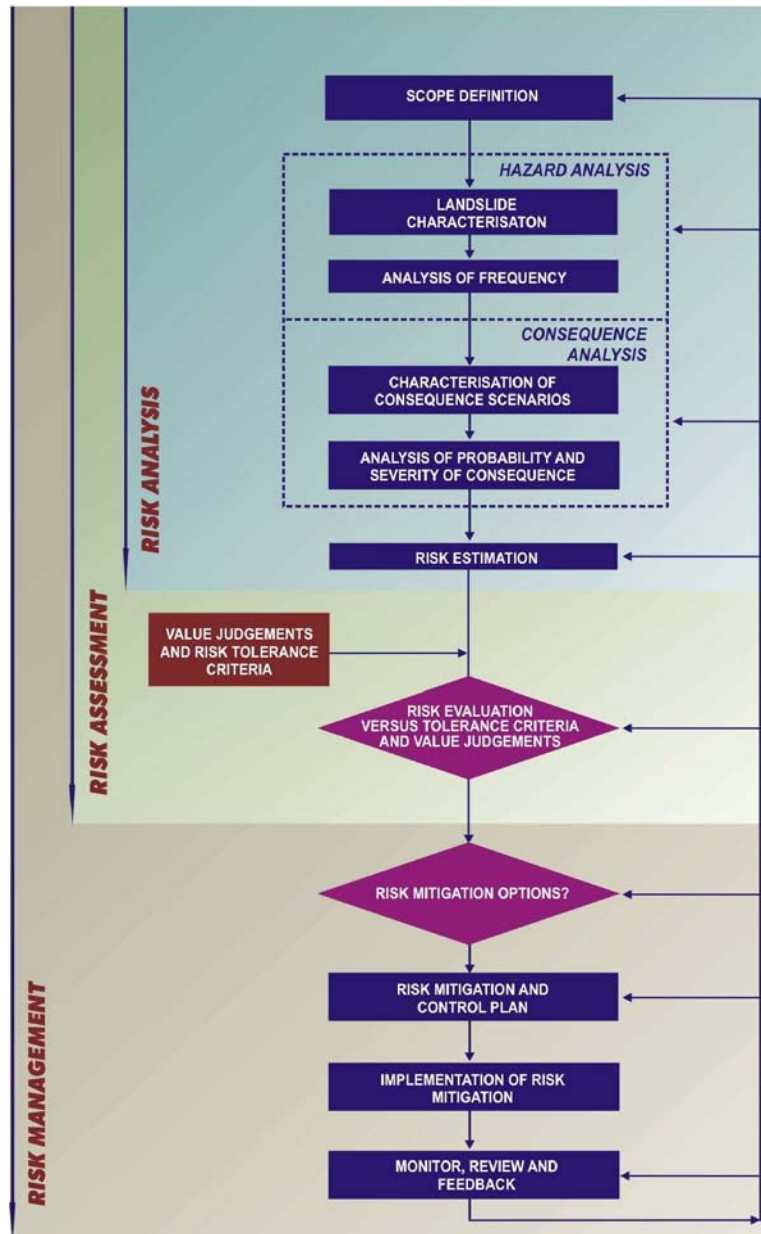 SCOPE DEFINITION
HAZARD ANALYSIS
LANDSLIDE
CHARACTERISATON
ANALYSIS OF FREQUENCY
CONSEQUENCE
ANALYSIS
CHARACTERISATION OF
CONSEQUENCE SCENARIOS
ANALYSIS OF PROBABILITY AND
SEVERITY OF CONSEQUENCE
RISK ANALYSIS
RISK ESTIMATION
VALUE JUDGEMENTS
AND RISK TOLERANCE
CRITERIA
RISK ASSESSMENT
RISK EVALUATION
VERSUS TOLERANCE CRITERIA
AND VALUE JUDGEMENTS
RISK MITIGATION OPTIONS?
RISK MITIGATION AND
CONTROL PLAN
IMPLEMENTATION OF RISK
MITIGATION
MONITOR, REVIEW AND
FEEDBACK
RISK MANAGEMENT